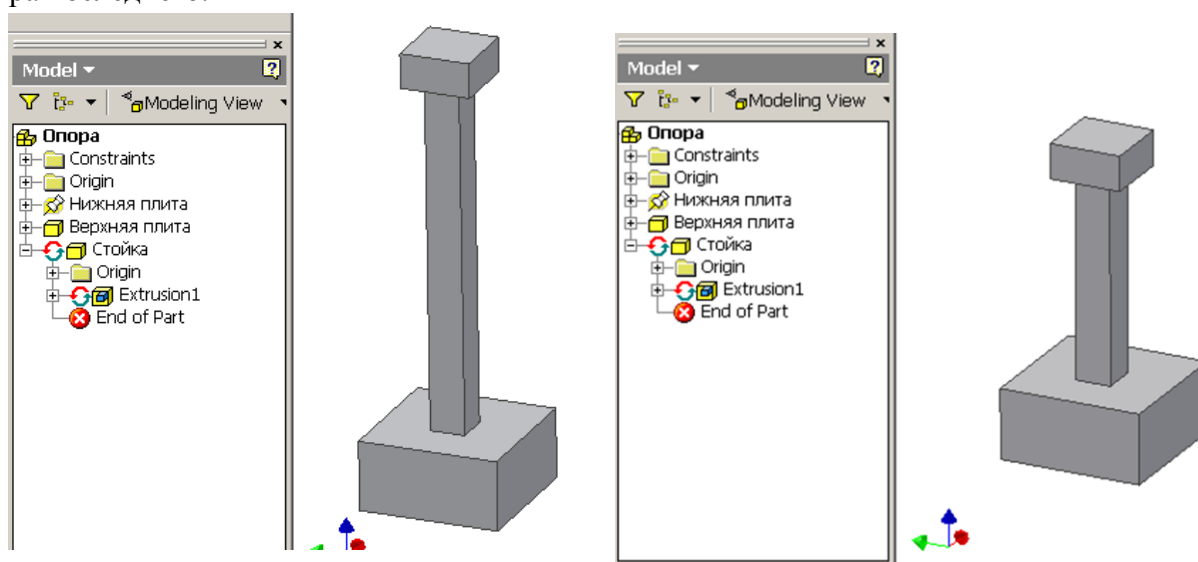 Model
Modeling View
Опора
Constraints
Origin
Нижняя плита
Верхняя плита
Стойка
Origin
Extrusion1
End of Part
Model
Modeling View
Опора
Constraints
Origin
Нижняя плита
Верхняя плита
Стойка
Origin
Extrusion1
End of Part